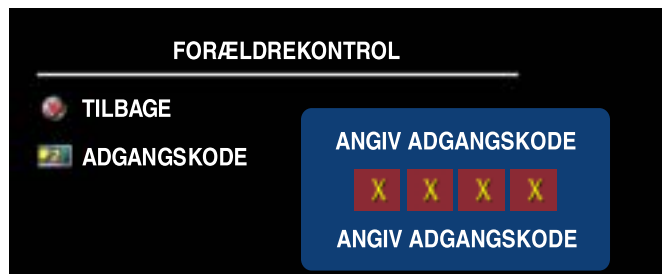 FORÆLDREKONTROL
TILBAGE
ADGANGSKODE
ANGIV ADGANGSKODE
X X X X
ANGIV ADGANGSKODE